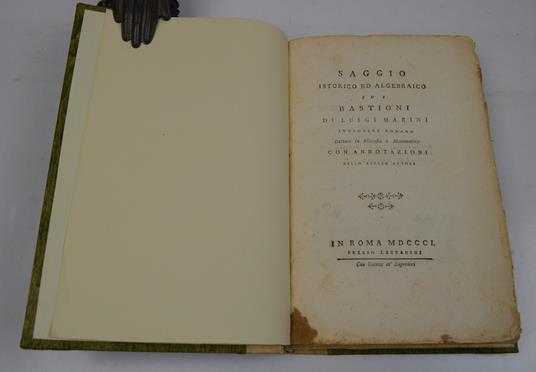 SAGGIO
ISTORICO ED ALGEBRAICO
SUI
BASTIONI
DI LUIGI MARINI
INGEGNERE ROMANO
Dottore in Filosofia e Matematica
CON ANNOTAZIONI
DELLO STESSO AUTORE
IN ROMA MDCCCI.
PRESSO LAZZARINI
Con licenza de' Superiori